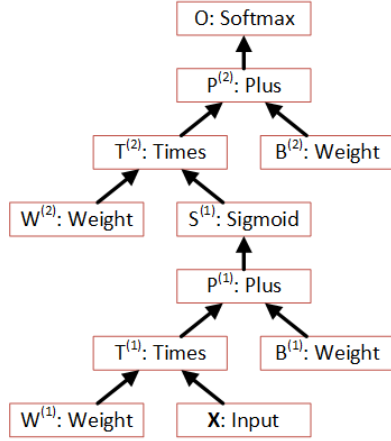 O: Softmax
P(2): Plus
T(2): Times
B(2): Weight
W(2): Weight
S(1): Sigmoid
P(1): Plus
T(1): Times
B(1): Weight
W(1): Weight
X: Input